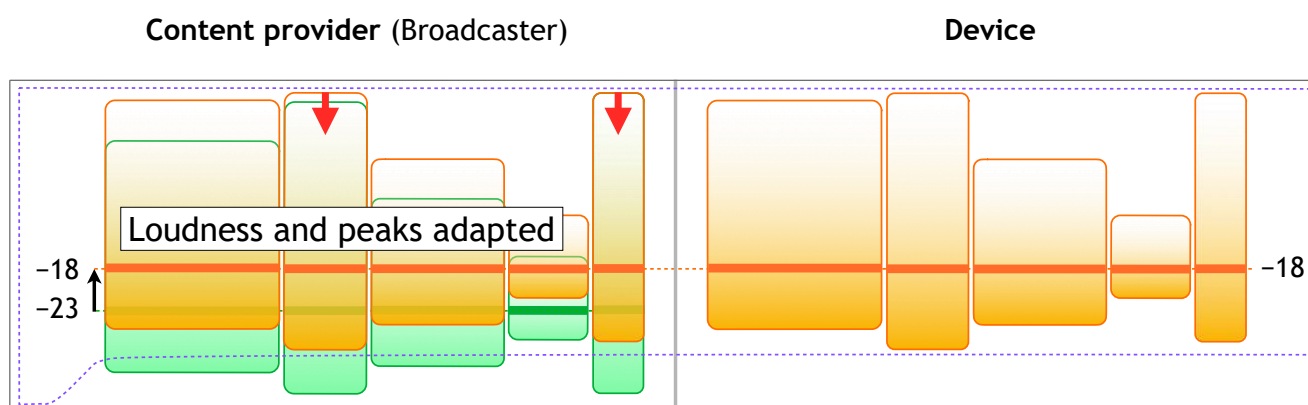 Content provider (Broadcaster)
Device
Loudness and peaks adapted
−18
−18
−23